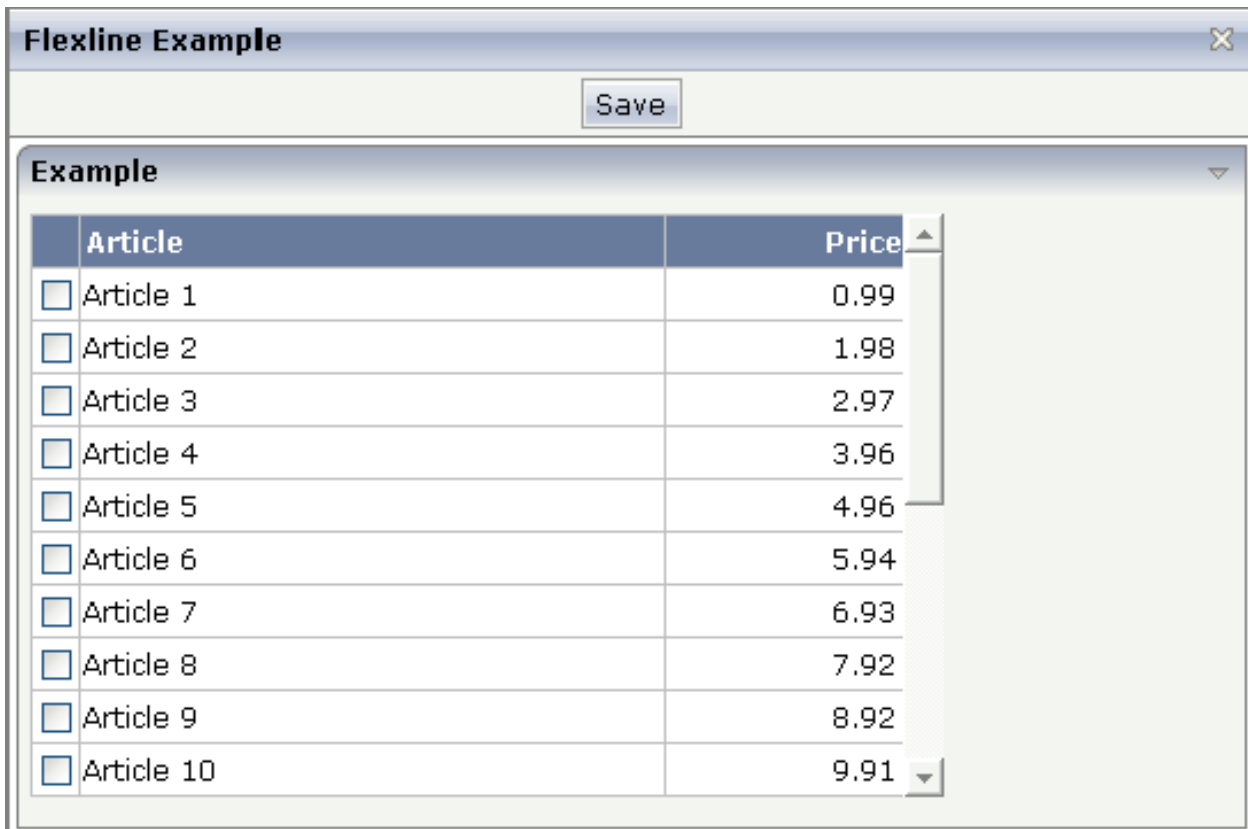 Flexline Example
Save
Example
Article Price
Article 1 0.99
Article 2 1.98
Article 3 2.97
Article 4 3.96
Article 5 4.96
Article 6 5.94
Article 7 6.93
Article 8 7.92
Article 9 8.92
Article 10 9.91